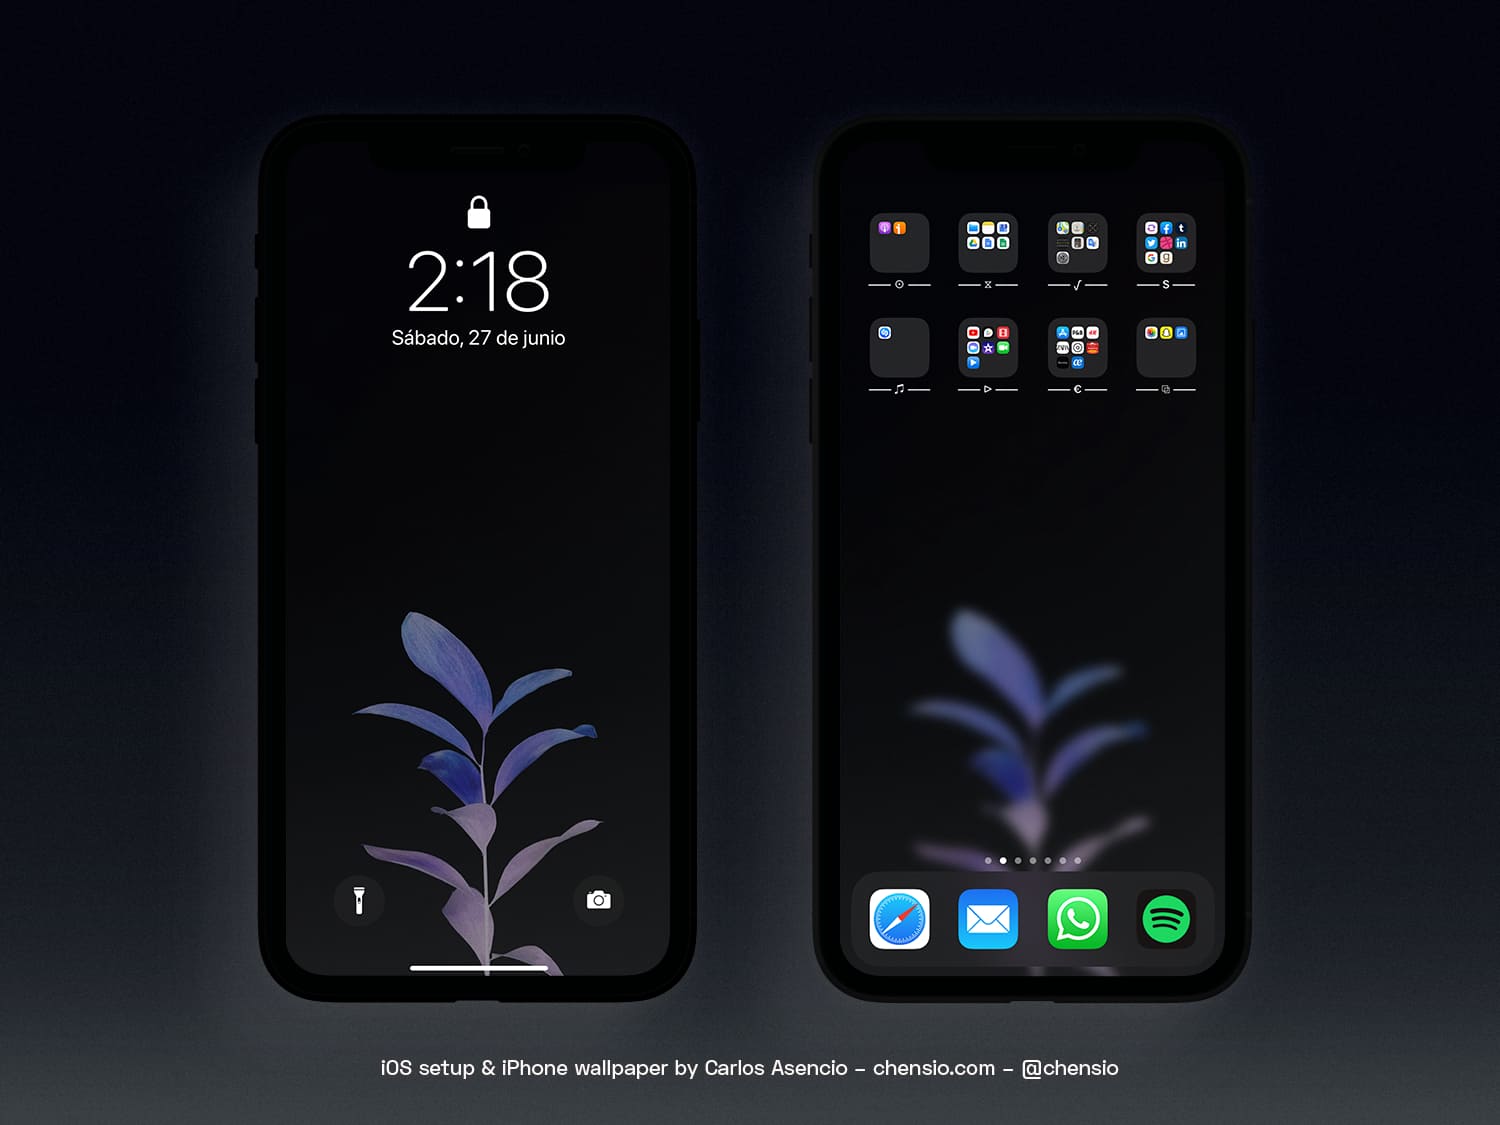 2:18
Sábado, 27 de junio
iOS setup & iPhone wallpaper by Carlos Asencio – chensio.com – @chensio